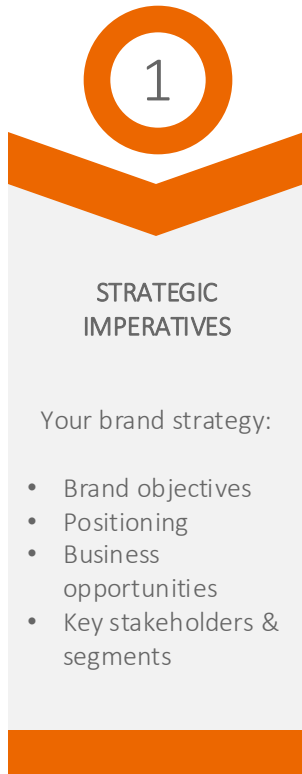 1
STRATEGIC
IMPERATIVES
Your brand strategy:
• Brand objectives
• Positioning
• Business
opportunities
• Key stakeholders &
segments